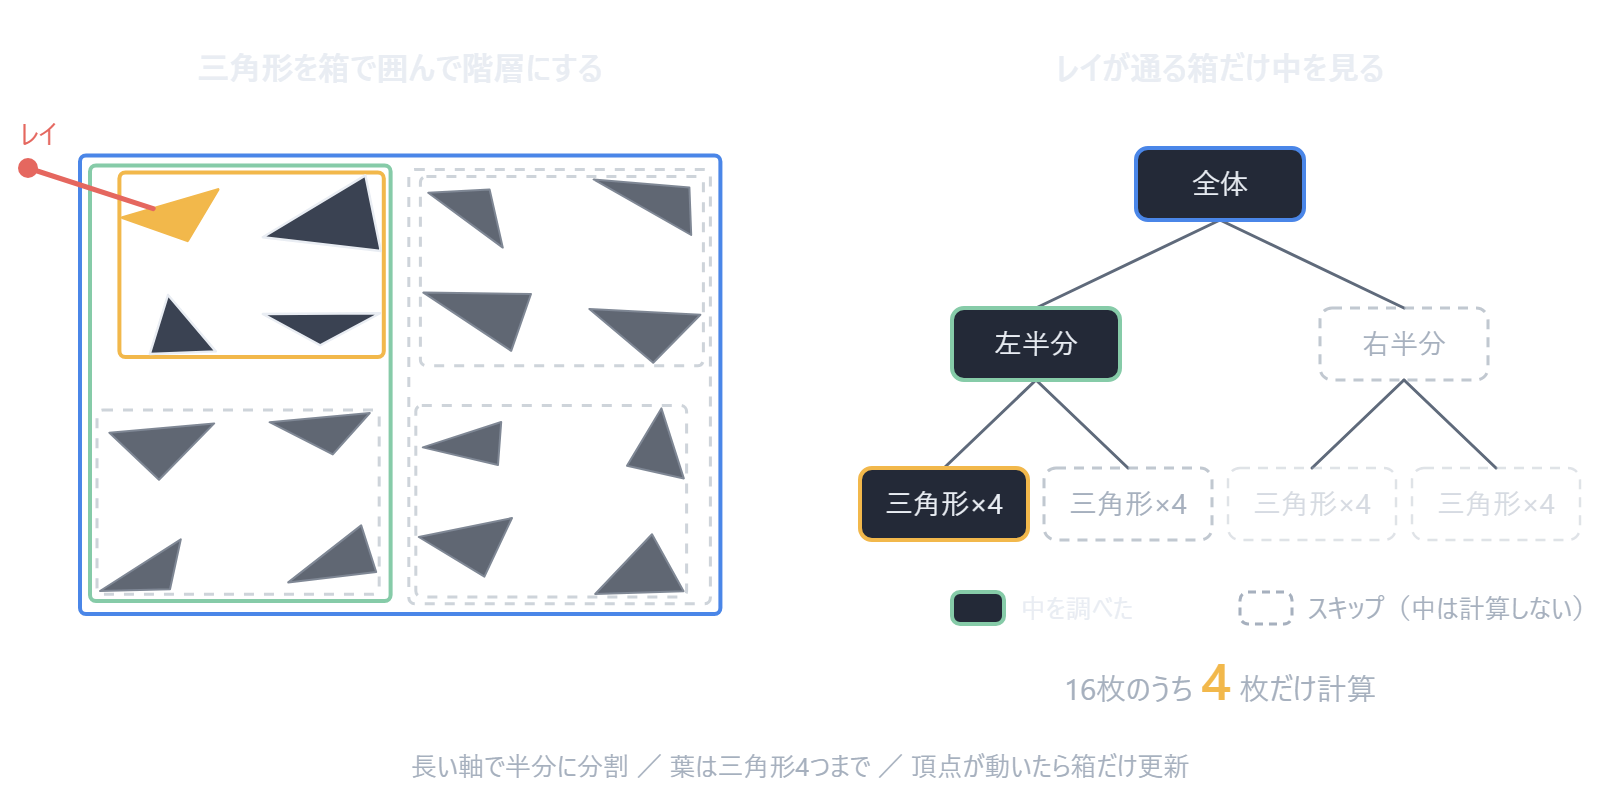 三角形を箱で囲んで階層にする
レイが通る箱だけ中を見る
レイ
全体
左半分
右半分
三角形×4
三角形×4
三角形×4
三角形×4
中を調べた
スキップ（中は計算しない）
16枚のうち 4 枚だけ計算
長い軸で半分に分割 ／ 葉は三角形4つまで ／ 頂点が動いたら箱だけ更新